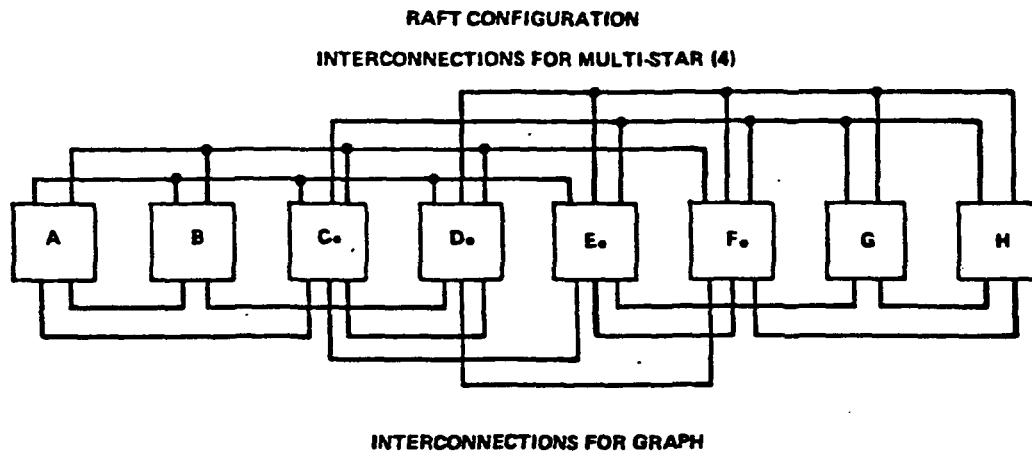 RAFT CONFIGURATION
INTERCONNECTIONS FOR MULTI-STAR (4)
A B C• D• E• F• G H
INTERCONNECTIONS FOR GRAPH